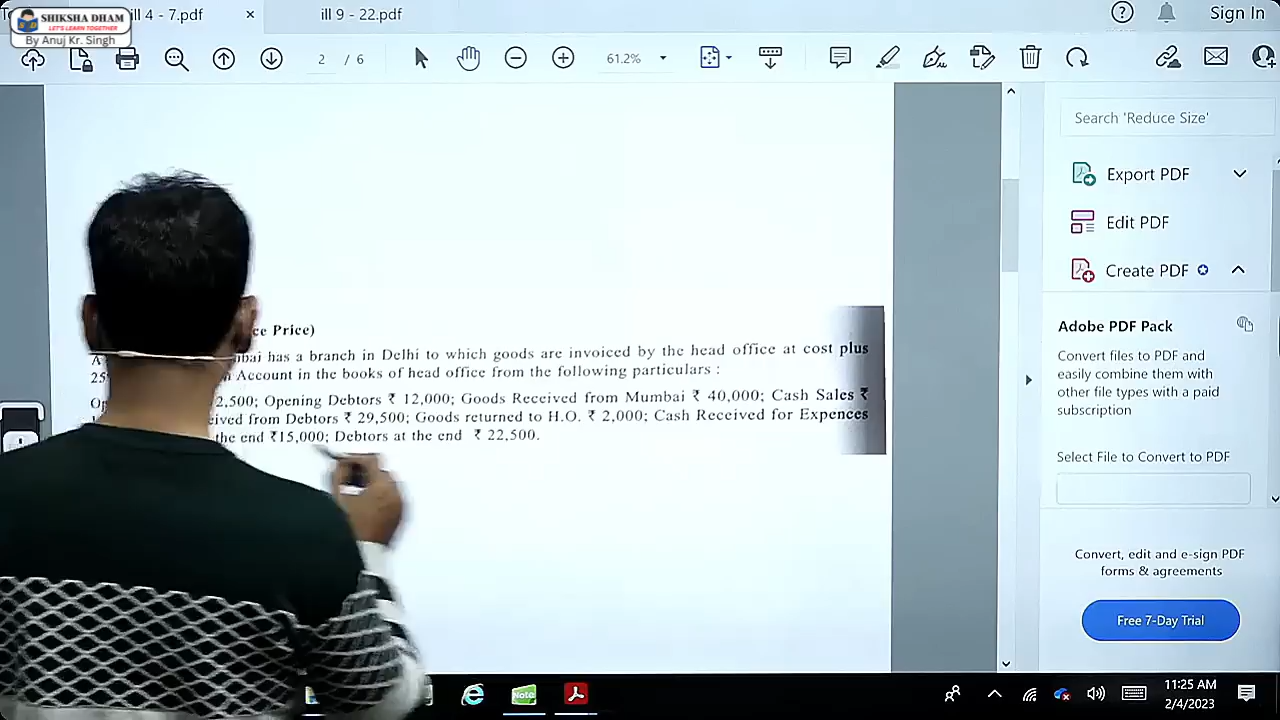 SHIKSHA DHAM
LET'S LEARN TOGETHER
By Anuj Kr. Singh
ill 4 - 7.pdf
ill 9 - 22.pdf
Sign In
2 / 6
61.2%
Search 'Reduce Size'
Export PDF
Edit PDF
Create PDF
Adobe PDF Pack
Convert files to PDF and
easily combine them with
other file types with a paid
subscription
Select File to Convert to PDF
Convert, edit and e-sign PDF
forms & agreements
Free 7-Day Trial
Price)
has a branch in Delhi to which goods are invoiced by the head office at cost plus
Account in the books of head office from the following particulars :
2,500; Opening Debtors ₹ 12,000; Goods Received from Mumbai ₹ 40,000; Cash Sales ₹
from Debtors ₹ 29,500; Goods returned to H.O. ₹ 2,000; Cash Received for Expences
the end ₹15,000; Debtors at the end ₹ 22,500.
Note
11:25 AM
2/4/2023